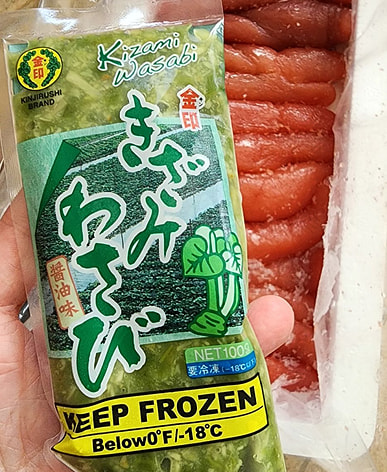 金印
KINJIRUSHI
BRAND
Kizami
Wasabi
金印
きざみ
わさび
醤油味
NET100g
要冷凍(-18℃以下)
KEEP FROZEN
Below0°F/-18℃